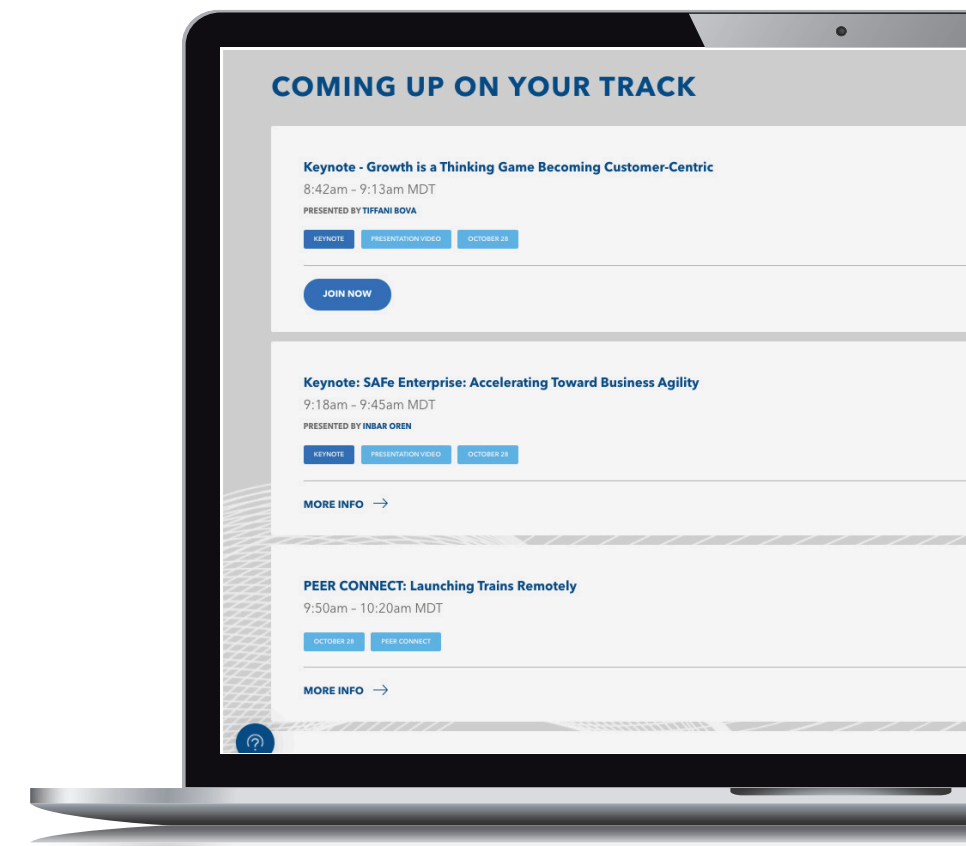 COMING UP ON YOUR TRACK
Keynote - Growth is a Thinking Game Becoming Customer-Centric
8:42am – 9:13am MDT
PRESENTED BY TIFFANI BOVA
KEYNOTE PRESENTATION VIDEO OCTOBER 28
JOIN NOW
Keynote: SAFe Enterprise: Accelerating Toward Business Agility
9:18am – 9:45am MDT
PRESENTED BY INBAR OREN
KEYNOTE PRESENTATION VIDEO OCTOBER 28
MORE INFO →
PEER CONNECT: Launching Trains Remotely
9:50am – 10:20am MDT
OCTOBER 28 PEER CONNECT
MORE INFO →
?